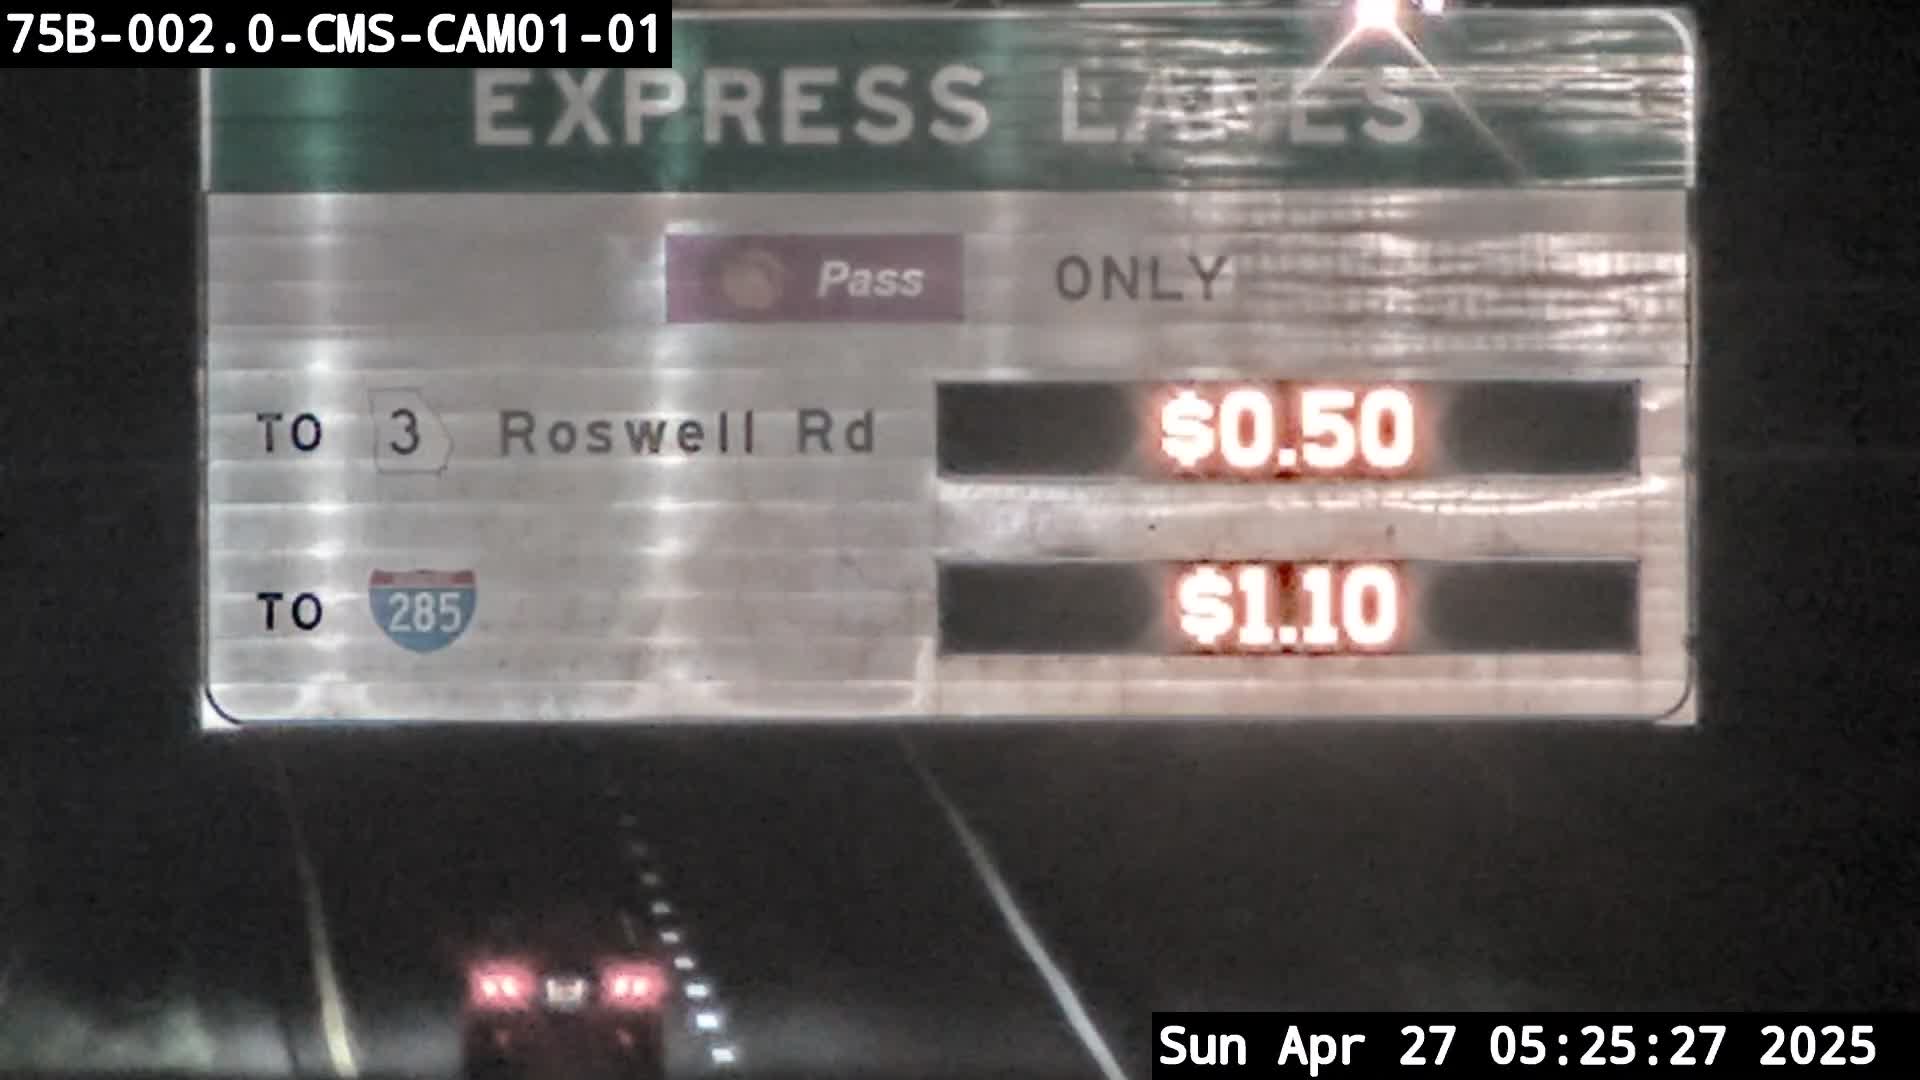 75B-002.0-CMS-CAM01-01
EXPRESS LANES
Pass ONLY
TO 3 Roswell Rd $0.50
TO 285 $1.10
Sun Apr 27 05:25:27 2025